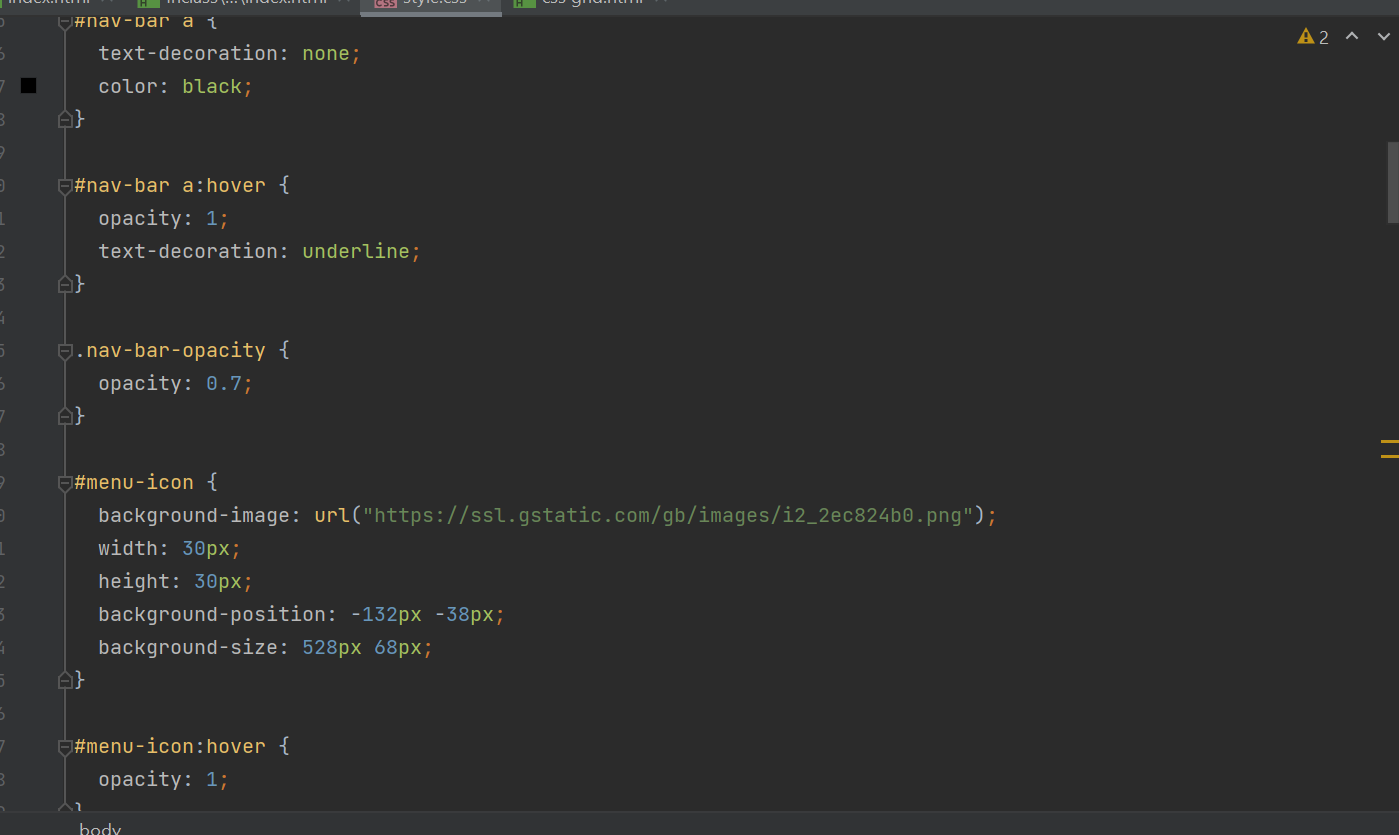 index.html inclass\...\index.html style.css css-grid.html
#nav-bar a {
text-decoration: none;
color: black;
}
#nav-bar a:hover {
opacity: 1;
text-decoration: underline;
}
.nav-bar-opacity {
opacity: 0.7;
}
#menu-icon {
background-image: url("https://ssl.gstatic.com/gb/images/i2_2ec824b0.png");
width: 30px;
height: 30px;
background-position: -132px -38px;
background-size: 528px 68px;
}
#menu-icon:hover {
opacity: 1;
}
body
2